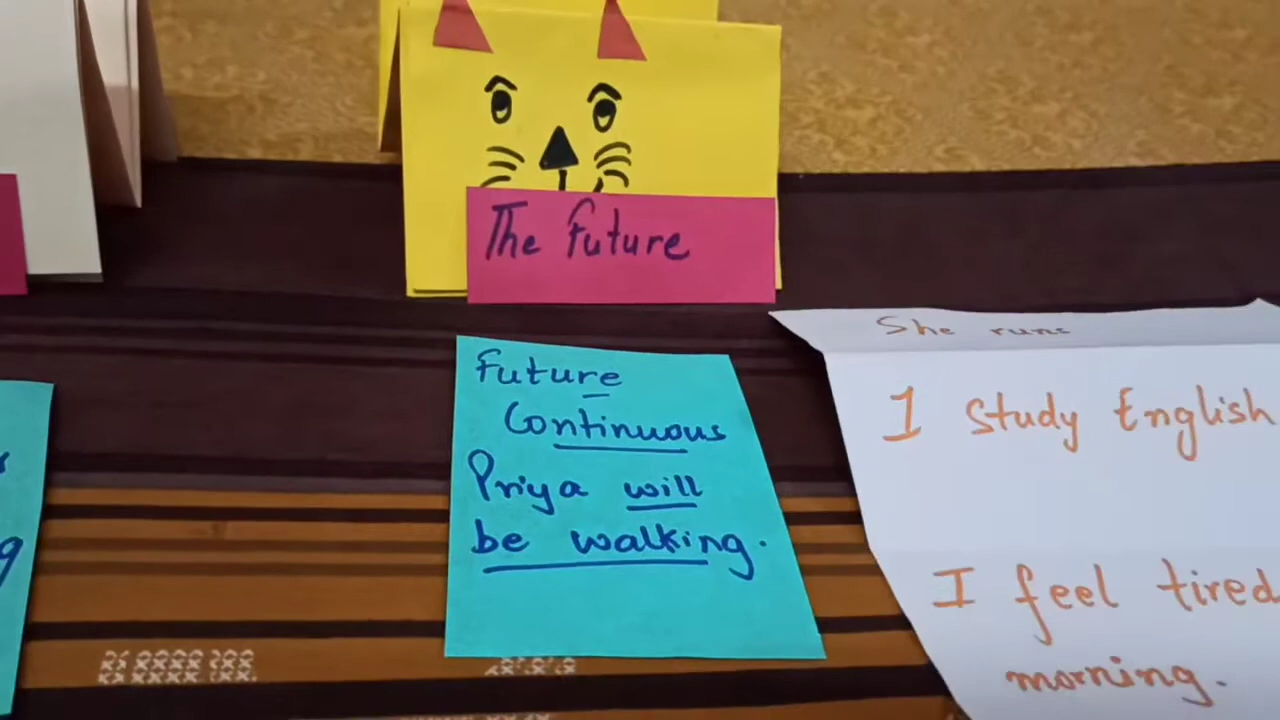 The Future
Future
Continuous
Priya will
be walking.
She runs
I study English
I feel tired
morning.